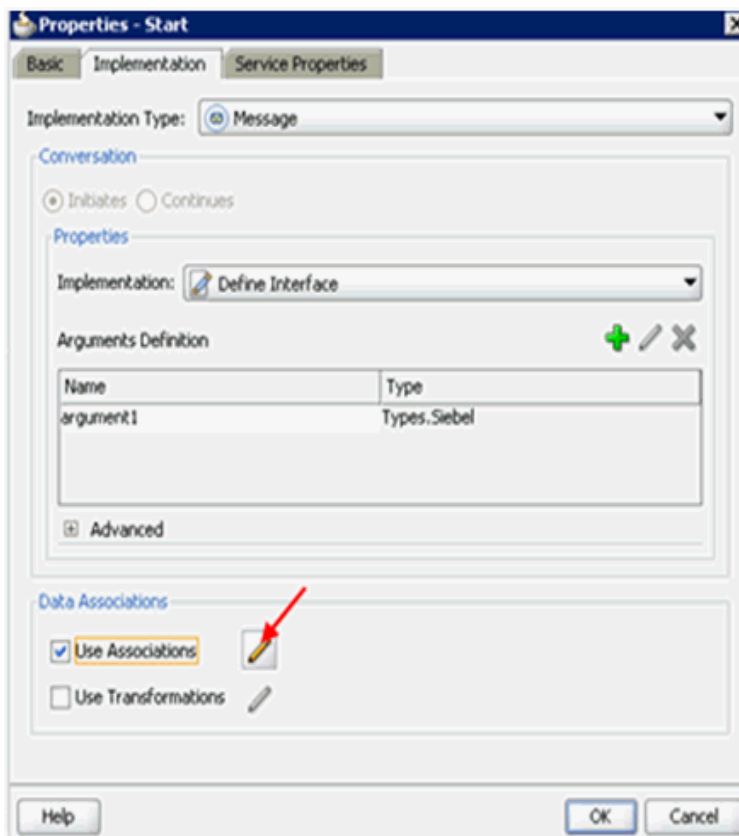 Properties - Start
Basic Implementation Service Properties
Implementation Type: Message
Conversation
Initiates Continues
Properties
Implementation: Define Interface
Arguments Definition
Name Type
argument1 Types.Siebel
Advanced
Data Associations
Use Associations
Use Transformations
Help OK Cancel